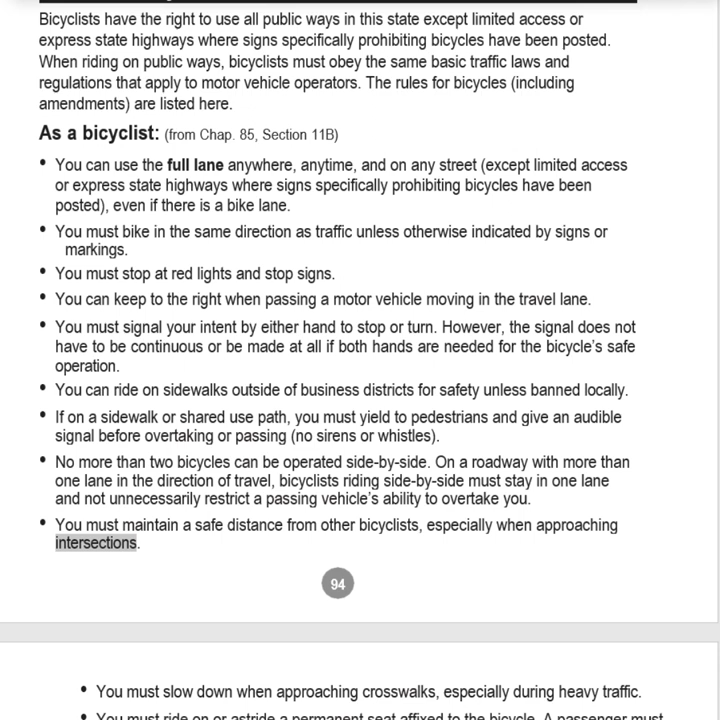 Bicyclists have the right to use all public ways in this state except limited access or
express state highways where signs specifically prohibiting bicycles have been posted.
When riding on public ways, bicyclists must obey the same basic traffic laws and
regulations that apply to motor vehicle operators. The rules for bicycles (including
amendments) are listed here.
As a bicyclist: (from Chap. 85, Section 11B)
• You can use the full lane anywhere, anytime, and on any street (except limited access
or express state highways where signs specifically prohibiting bicycles have been
posted), even if there is a bike lane.
• You must bike in the same direction as traffic unless otherwise indicated by signs or
markings.
• You must stop at red lights and stop signs.
• You can keep to the right when passing a motor vehicle moving in the travel lane.
• You must signal your intent by either hand to stop or turn. However, the signal does not
have to be continuous or be made at all if both hands are needed for the bicycle's safe
operation.
• You can ride on sidewalks outside of business districts for safety unless banned locally.
• If on a sidewalk or shared use path, you must yield to pedestrians and give an audible
signal before overtaking or passing (no sirens or whistles).
• No more than two bicycles can be operated side-by-side. On a roadway with more than
one lane in the direction of travel, bicyclists riding side-by-side must stay in one lane
and not unnecessarily restrict a passing vehicle's ability to overtake you.
• You must maintain a safe distance from other bicyclists, especially when approaching
intersections.
94
• You must slow down when approaching crosswalks, especially during heavy traffic.
• You must ride on or astride a permanent seat affixed to the bicycle. A passenger must